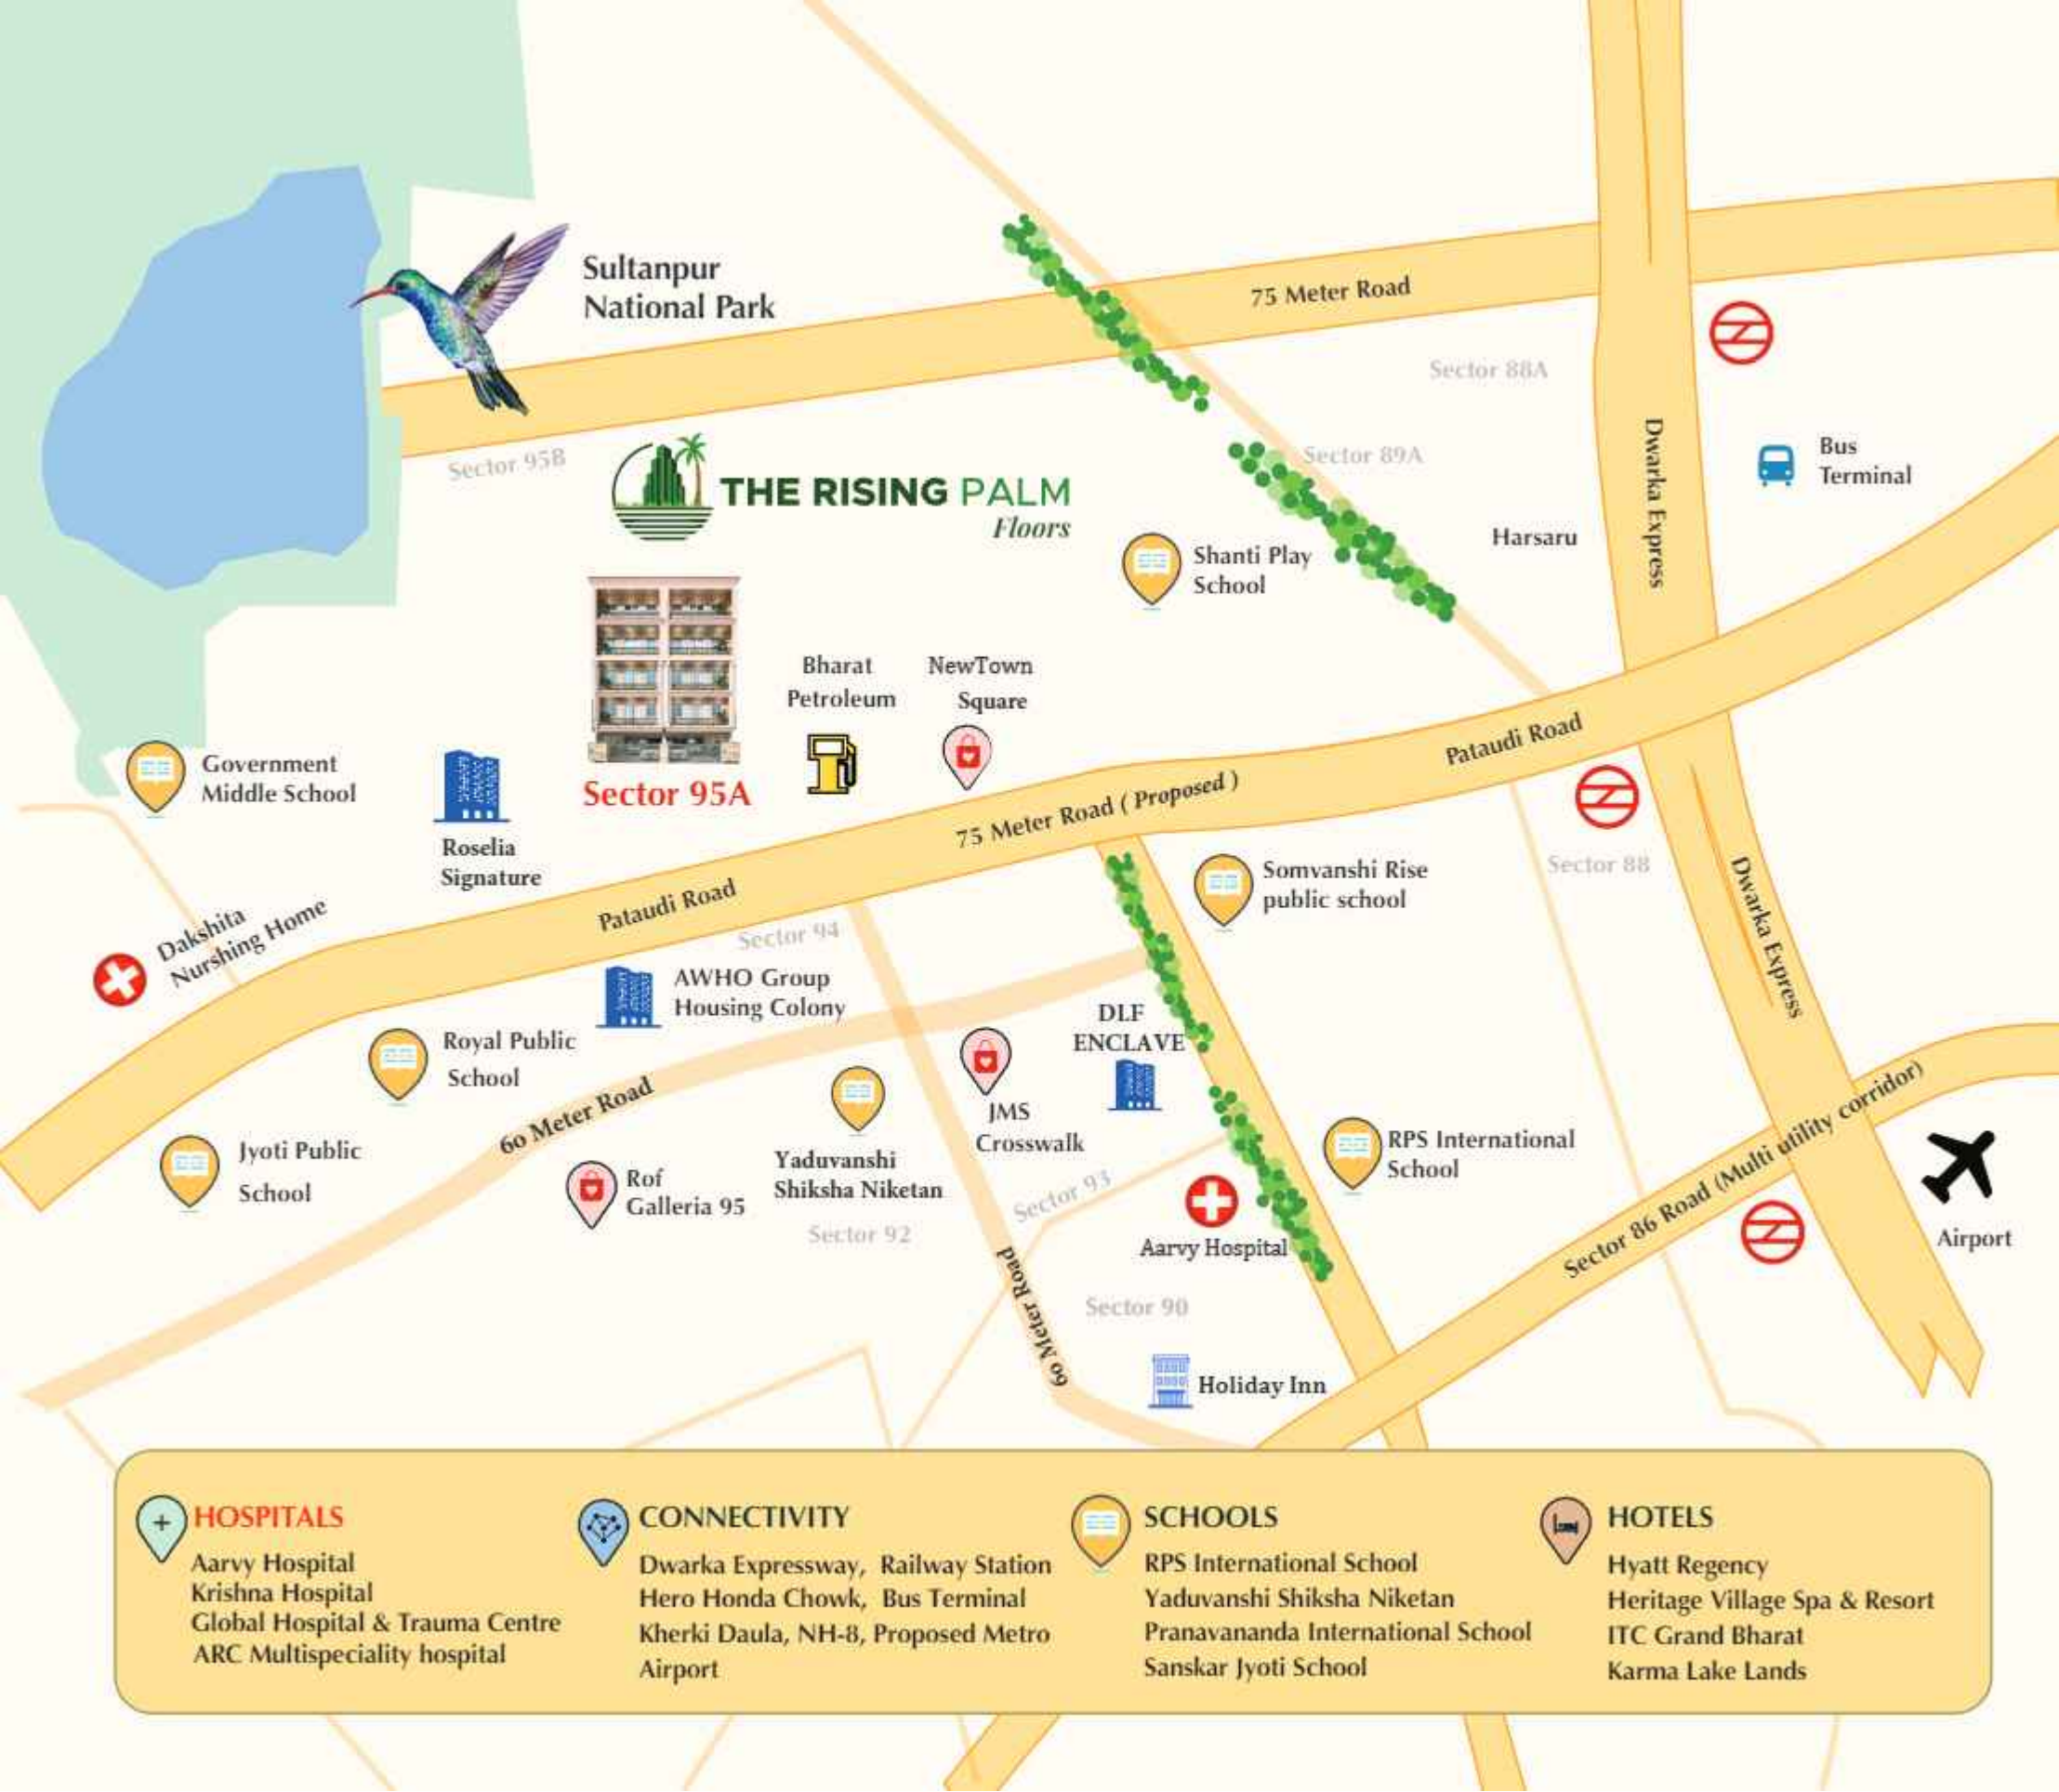 Sultanpur
National Park
75 Meter Road
Sector 88A
Sector 95B
Sector 89A
Dwarka Express
Bus
Terminal
THE RISING PALM
Floors
Harsaru
Shanti Play
School
Bharat
Petroleum
NewTown
Square
Government
Middle School
Sector 95A
Pataudi Road
75 Meter Road ( Proposed )
Roselia
Signature
Pataudi Road
Somvanshi Rise
public school
Sector 88
Dwarka Express
Dakshita
Nurshing Home
Sector 94
AWHO Group
Housing Colony
DLF
ENCLAVE
Royal Public
School
60 Meter Road
JMS
Crosswalk
Jyoti Public
School
Rof
Galleria 95
Yaduvanshi
Shiksha Niketan
Sector 93
RPS International
School
Sector 86 Road (Multi utility corridor)
Sector 92
Aarvy Hospital
Airport
60 Meter Road
Sector 90
Holiday Inn
HOSPITALS
Aarvy Hospital
Krishna Hospital
Global Hospital & Trauma Centre
ARC Multispeciality hospital
CONNECTIVITY
Dwarka Expressway, Railway Station
Hero Honda Chowk, Bus Terminal
Kherki Daula, NH-8, Proposed Metro
Airport
SCHOOLS
RPS International School
Yaduvanshi Shiksha Niketan
Pranavananda International School
Sanskar Jyoti School
HOTELS
Hyatt Regency
Heritage Village Spa & Resort
ITC Grand Bharat
Karma Lake Lands